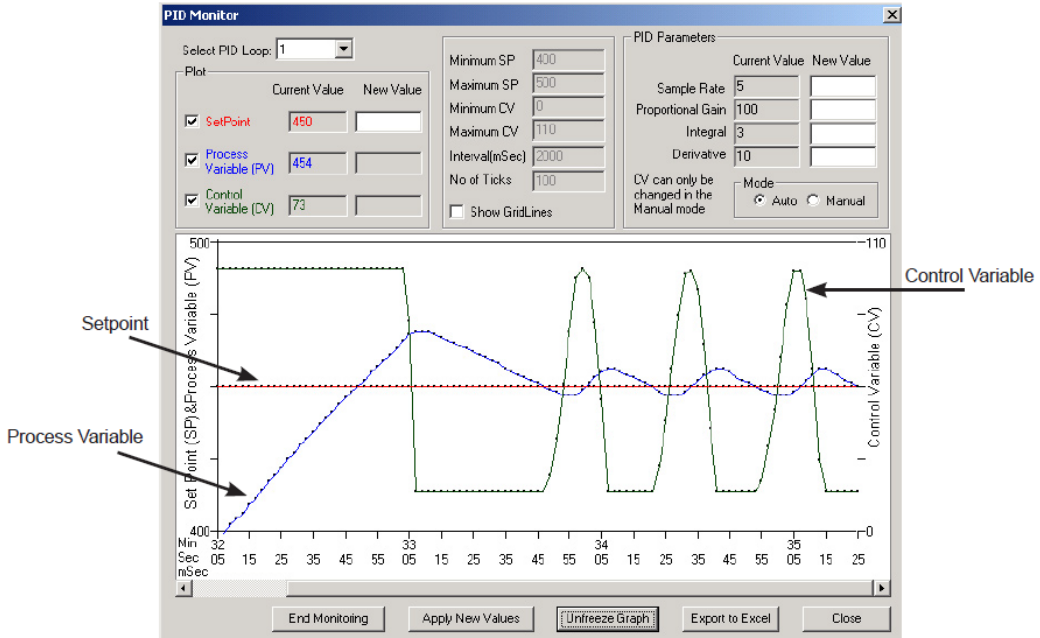 PID Monitor
Select PID Loop: 1
Plot
Current Value New Value
SetPoint 450
Process Variable (PV) 454
Control Variable (CV) 73
Minimum SP 400
Maximum SP 500
Minimum CV 0
Maximum CV 110
Interval(mSec) 2000
No of Ticks 100
Show GridLines
PID Parameters
Current Value New Value
Sample Rate 5
Proportional Gain 100
Integral 3
Derivative 10
CV can only be changed in the Manual mode
Mode
Auto Manual
500
110
Set Point (SP)&Process Variable (PV)
Control Variable (CV)
Control Variable
Setpoint
Process Variable
400
0
Min 32 33 34 35
Sec 05 15 25 35 45 55 05 15 25 35 45 55 05 15 25 35 45 55 05 15 25
mSec
End Monitoring Apply New Values Unfreeze Graph Export to Excel Close